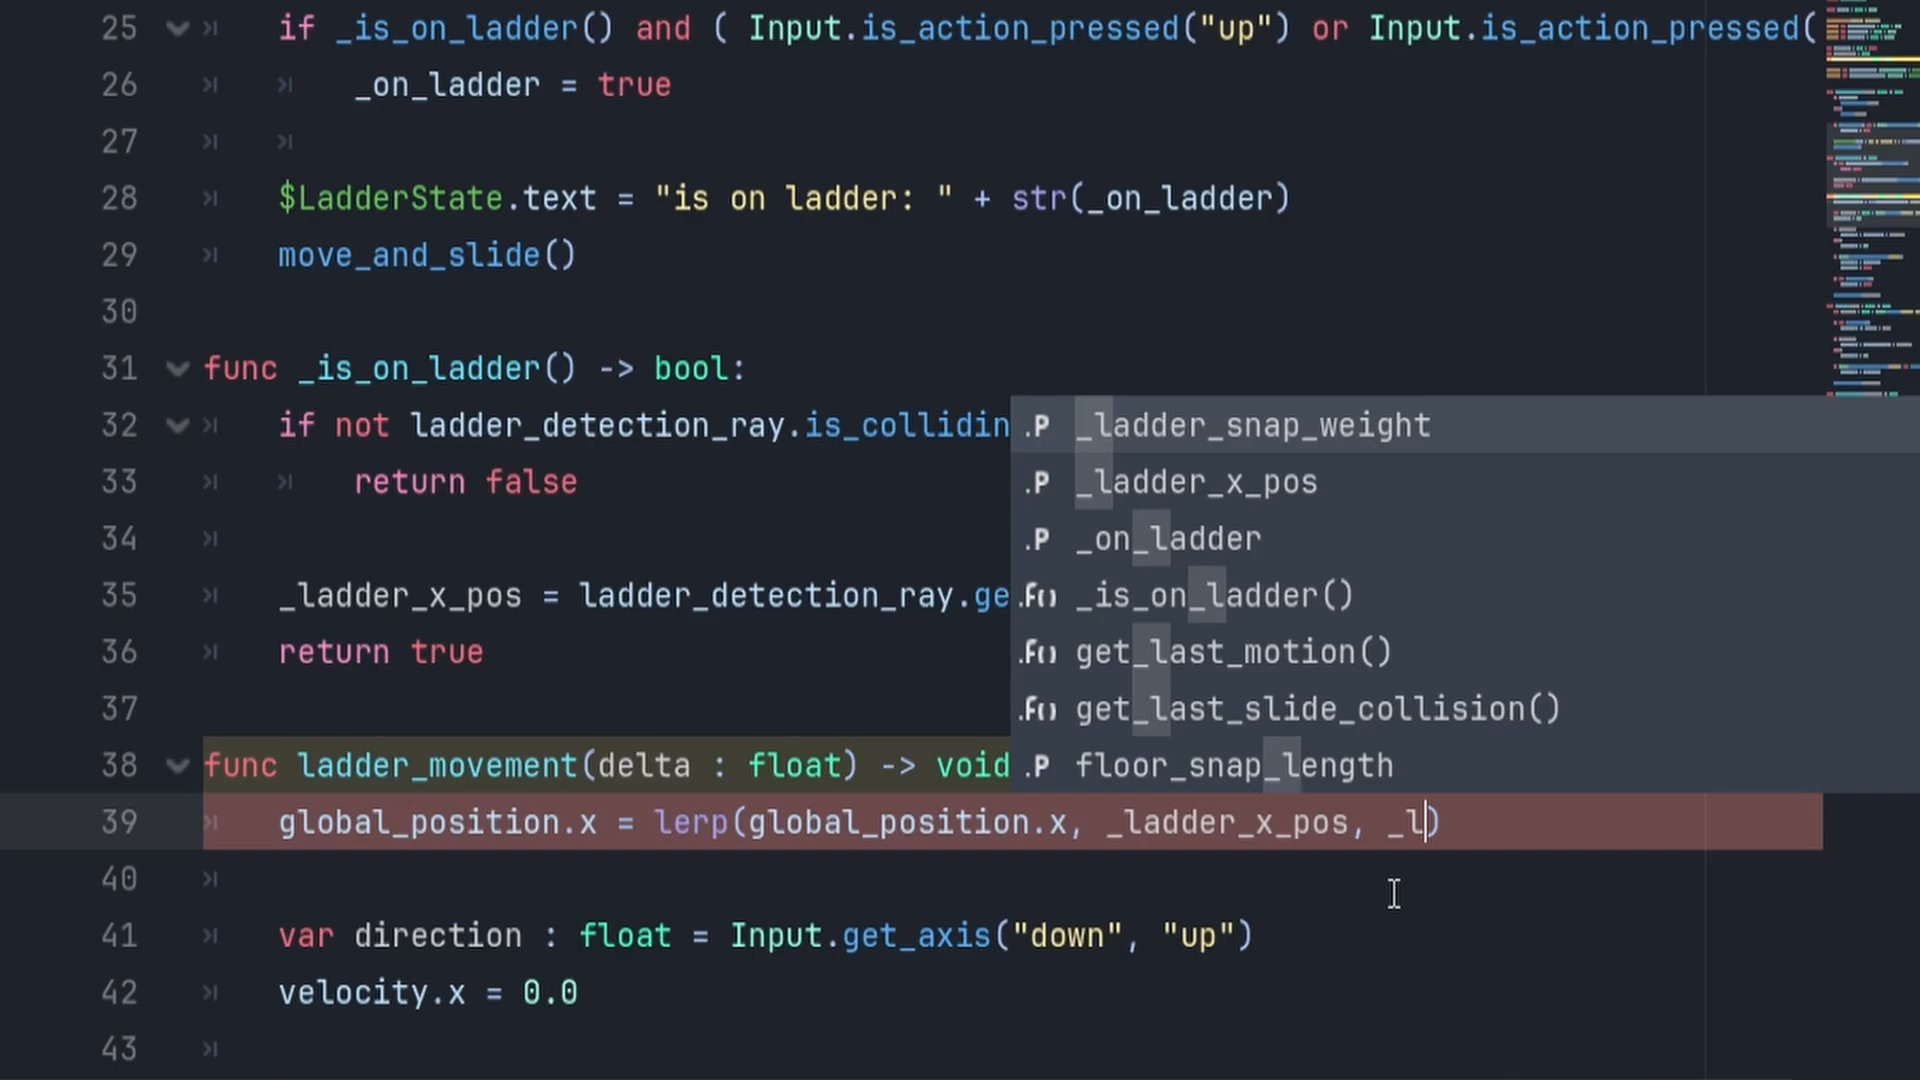 25 if _is_on_ladder() and ( Input.is_action_pressed("up") or Input.is_action_pressed(
26 _on_ladder = true
27
28 $LadderState.text = "is on ladder: " + str(_on_ladder)
29 move_and_slide()
30
31 func _is_on_ladder() -> bool:
32 if not ladder_detection_ray.is_collidin
33 return false
34
35 _ladder_x_pos = ladder_detection_ray.ge
36 return true
37
38 func ladder_movement(delta : float) -> void
.P _ladder_snap_weight
.P _ladder_x_pos
.P _on_ladder
.F() _is_on_ladder()
.F() get_last_motion()
.F() get_last_slide_collision()
.P floor_snap_length
39 global_position.x = lerp(global_position.x, _ladder_x_pos, _l)
40
41 var direction : float = Input.get_axis("down", "up")
42 velocity.x = 0.0
43